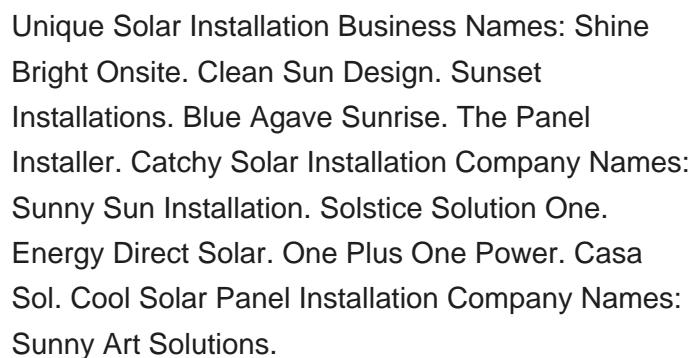 Unique Solar Installation Business Names: Shine
Bright Onsite. Clean Sun Design. Sunset
Installations. Blue Agave Sunrise. The Panel
Installer. Catchy Solar Installation Company Names:
Sunny Sun Installation. Solstice Solution One.
Energy Direct Solar. One Plus One Power. Casa
Sol. Cool Solar Panel Installation Company Names:
Sunny Art Solutions.